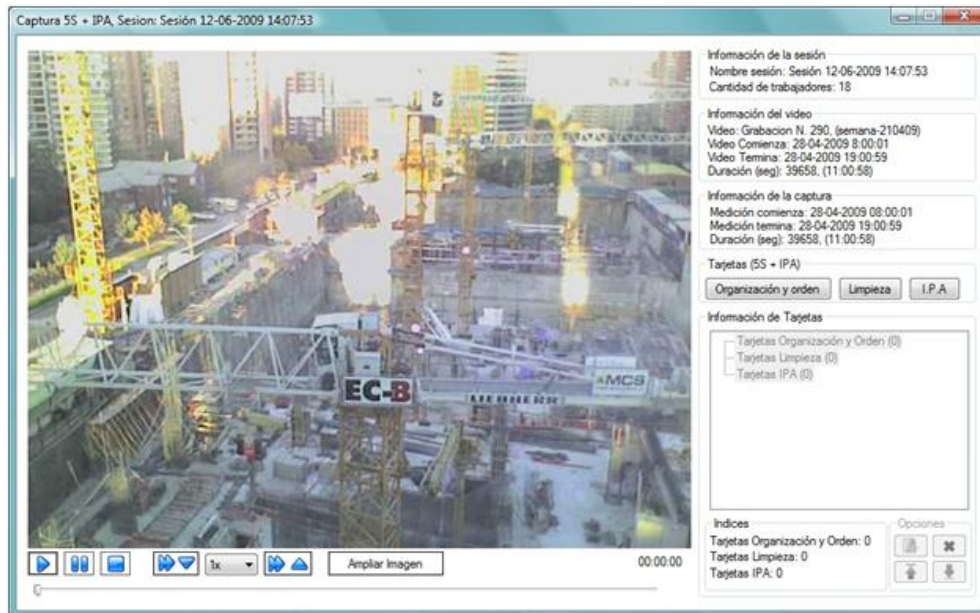 Captura 5S + IPA, Sesion: Sesión 12-06-2009 14:07:53
EC-B
LIEBHERR
MCS
1x
Ampliar Imagen
00:00:00
Información de la sesión
Nombre sesión: Sesión 12-06-2009 14:07:53
Cantidad de trabajadores: 18
Información del video
Video: Grabacion N. 290, (semana-210409)
Video Comienza: 28-04-2009 8:00:01
Video Termina: 28-04-2009 19:00:59
Duración (seg): 39658, (11:00:58)
Información de la captura
Medición comienza: 28-04-2009 08:00:01
Medición termina: 28-04-2009 19:00:59
Duración (seg): 39658, (11:00:58)
Tarjetas (5S + IPA)
Organización y orden
Limpieza
I.P.A
Información de Tarjetas
Tarjetas Organización y Orden (0)
Tarjetas Limpieza (0)
Tarjetas IPA (0)
Indices
Tarjetas Organización y Orden: 0
Tarjetas Limpieza: 0
Tarjetas IPA: 0
Opciones